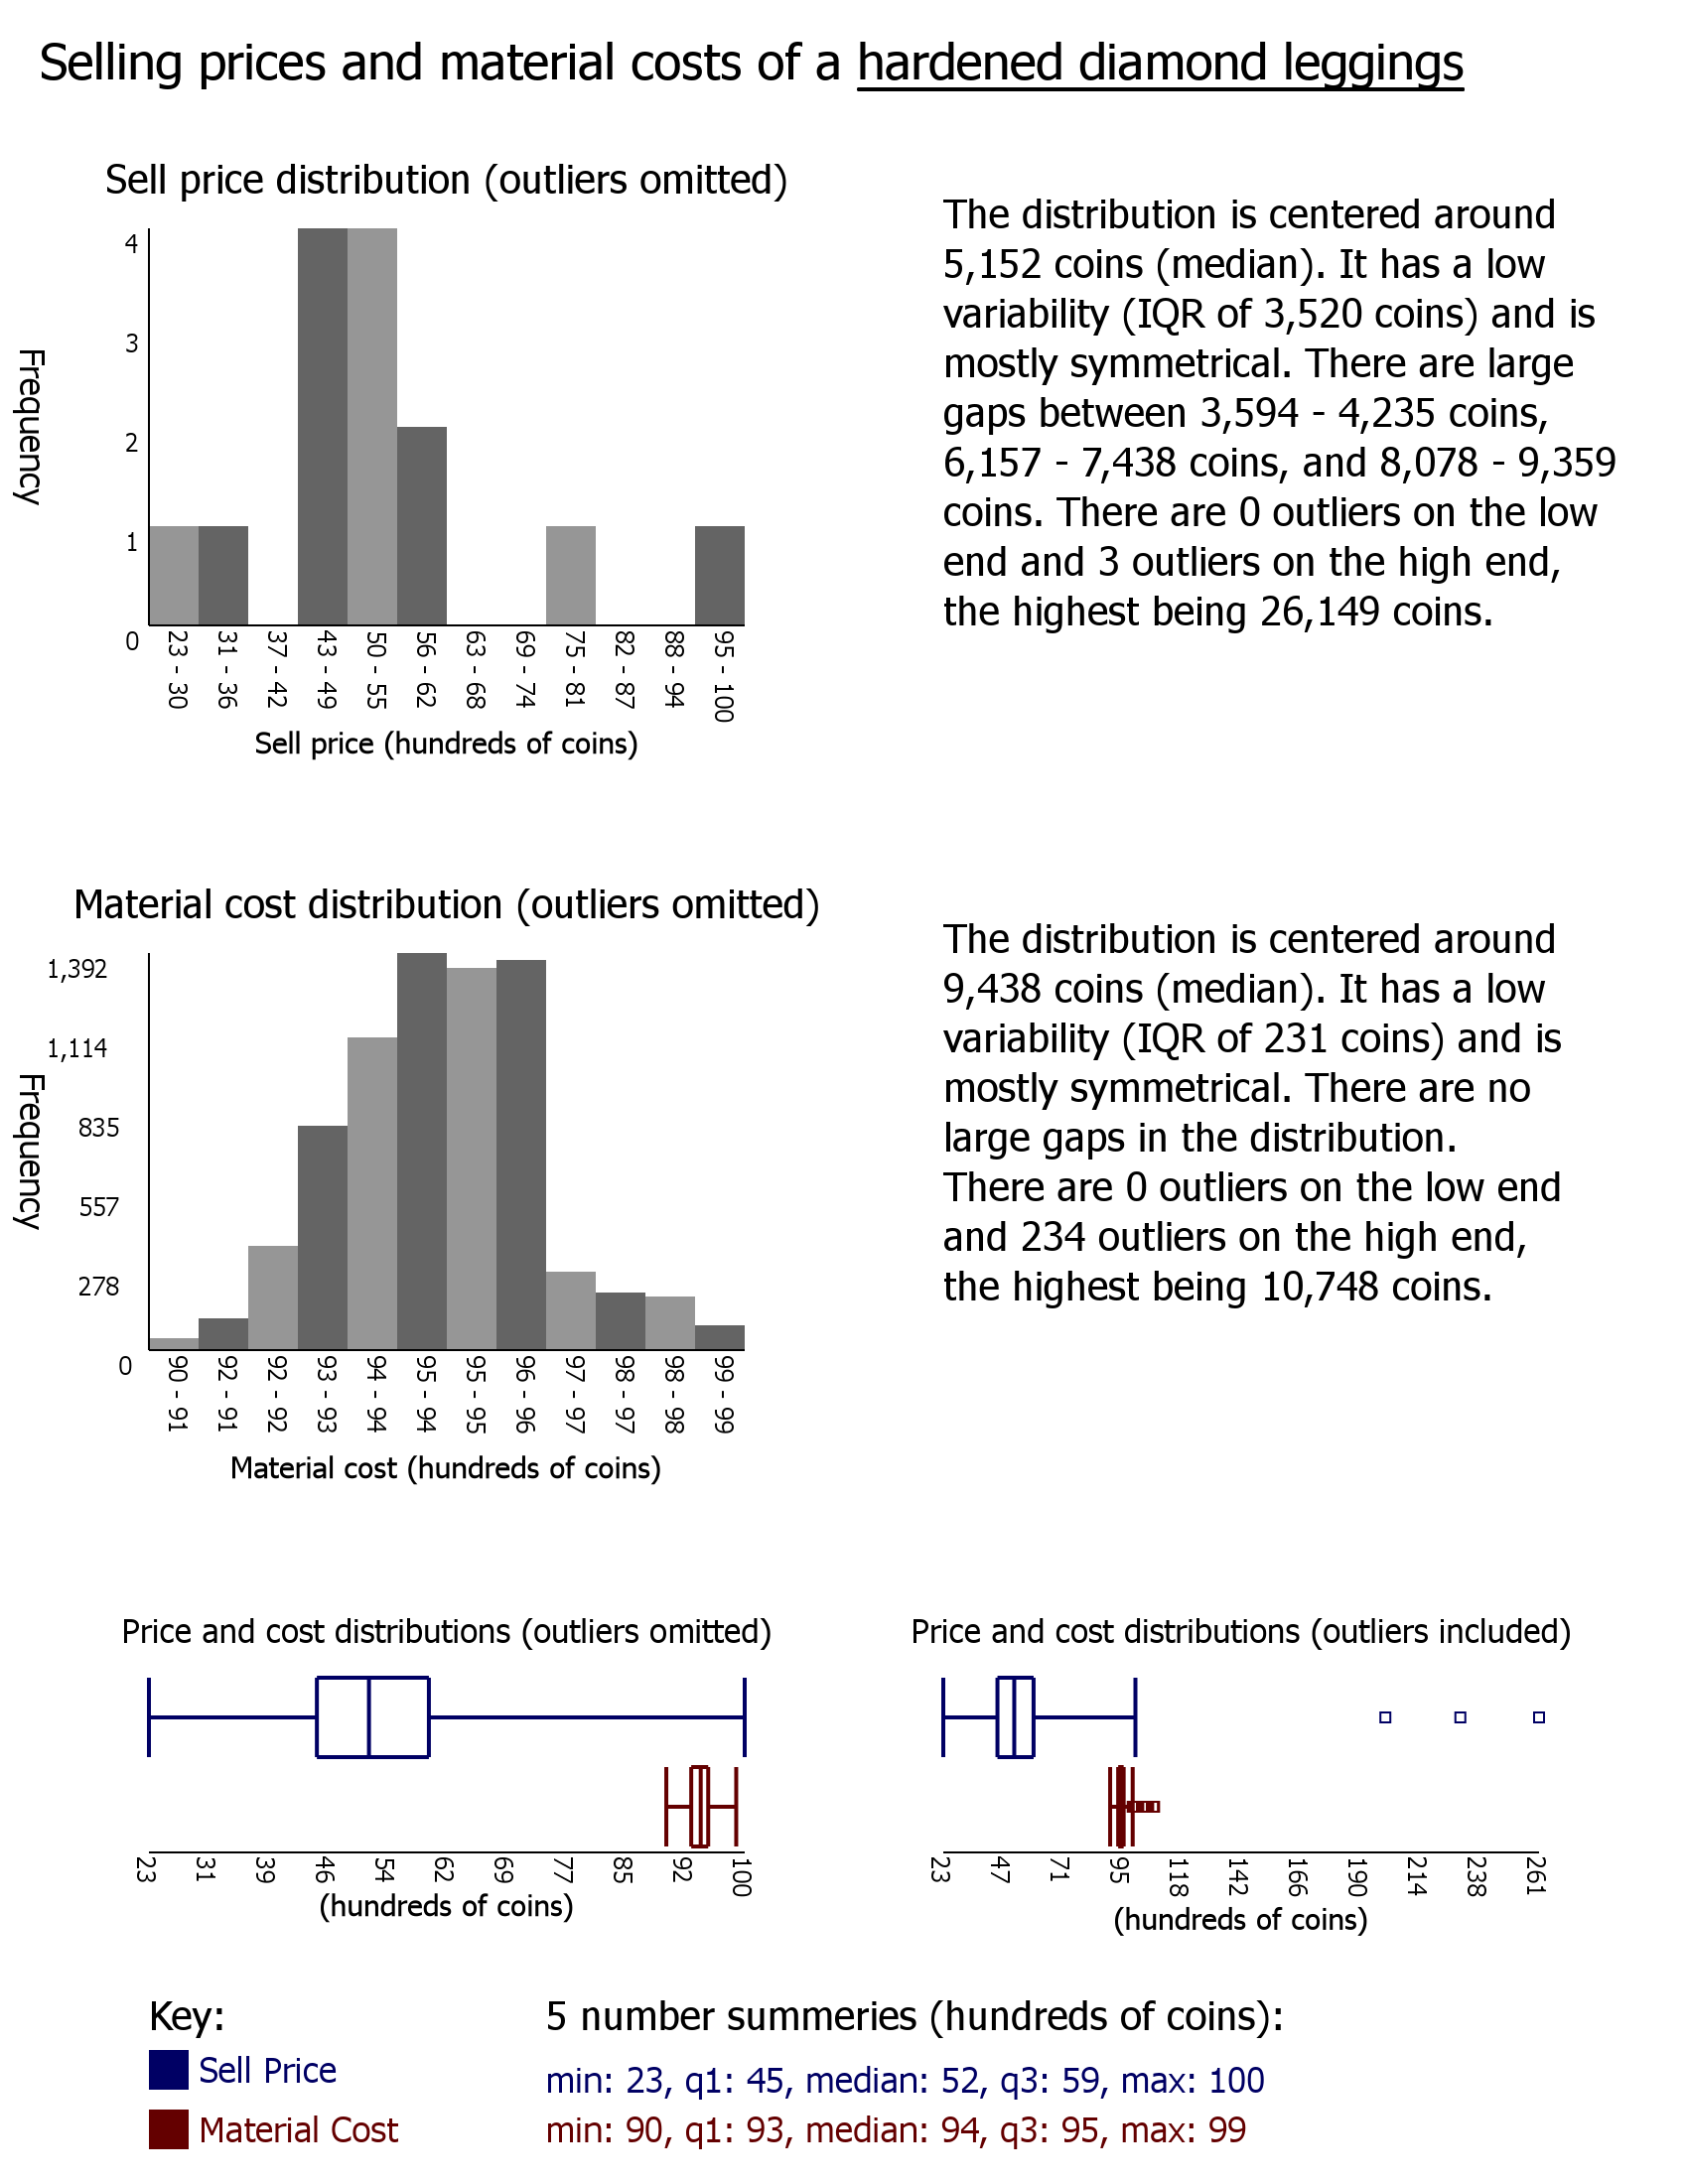 Selling prices and material costs of a hardened diamond leggings
Sell price distribution (outliers omitted)
4
3
2
1
0
Frequency
23 - 30
31 - 36
37 - 42
43 - 49
50 - 55
56 - 62
63 - 68
69 - 74
75 - 81
82 - 87
88 - 94
95 - 100
Sell price (hundreds of coins)
The distribution is centered around
5,152 coins (median). It has a low
variability (IQR of 3,520 coins) and is
mostly symmetrical. There are large
gaps between 3,594 - 4,235 coins,
6,157 - 7,438 coins, and 8,078 - 9,359
coins. There are 0 outliers on the low
end and 3 outliers on the high end,
the highest being 26,149 coins.
Material cost distribution (outliers omitted)
1,392
1,114
835
557
278
0
Frequency
90 - 91
92 - 91
92 - 92
93 - 93
94 - 94
95 - 94
95 - 95
96 - 96
97 - 97
98 - 97
98 - 98
99 - 99
Material cost (hundreds of coins)
The distribution is centered around
9,438 coins (median). It has a low
variability (IQR of 231 coins) and is
mostly symmetrical. There are no
large gaps in the distribution.
There are 0 outliers on the low end
and 234 outliers on the high end,
the highest being 10,748 coins.
Price and cost distributions (outliers omitted)
23
31
39
46
54
62
69
77
85
92
100
(hundreds of coins)
Price and cost distributions (outliers included)
23
47
71
95
118
142
166
190
214
238
261
(hundreds of coins)
Key:
Sell Price
Material Cost
5 number summeries (hundreds of coins):
min: 23, q1: 45, median: 52, q3: 59, max: 100
min: 90, q1: 93, median: 94, q3: 95, max: 99